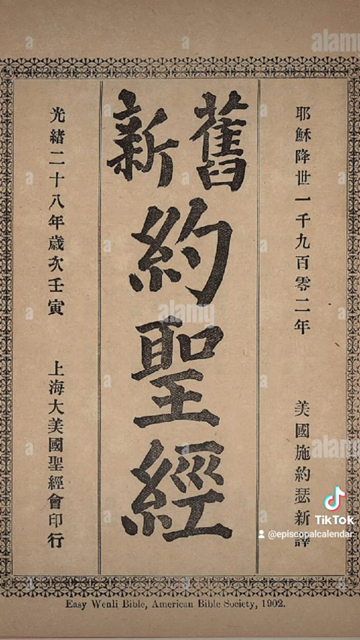 耶穌降世一千九百零二年　美國施約瑟新譯
舊新
約聖經
光緒二十八年歲次壬寅　上海大美國聖經會印行
Easy Wenli Bible, American Bible Society, 1902.
alamy
TikTok
@episcopalcalendar